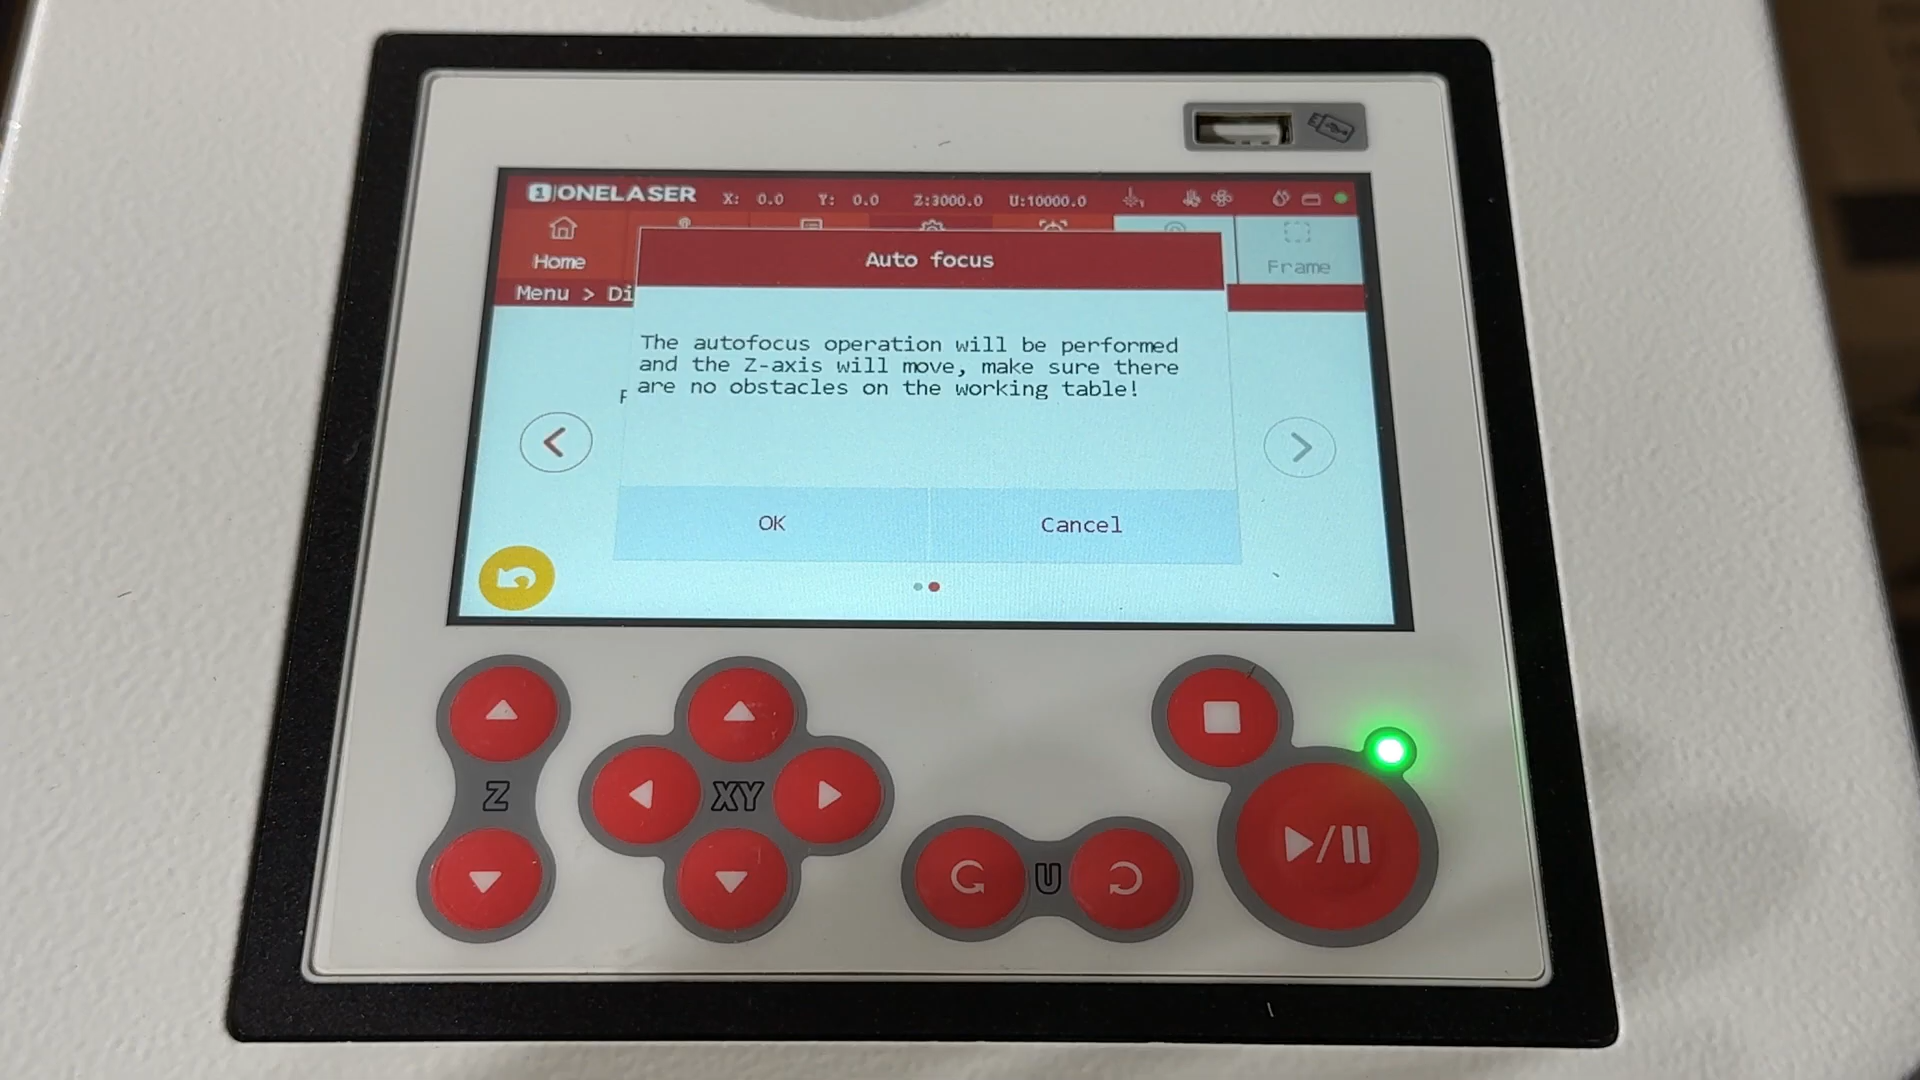 1|ONELASER X: 0.0 Y: 0.0 Z:3000.0 U:10000.0
Home
Frame
Menu > Di
Auto focus
The autofocus operation will be performed
and the Z-axis will move, make sure there
are no obstacles on the working table!
OK Cancel
Z
XY
U